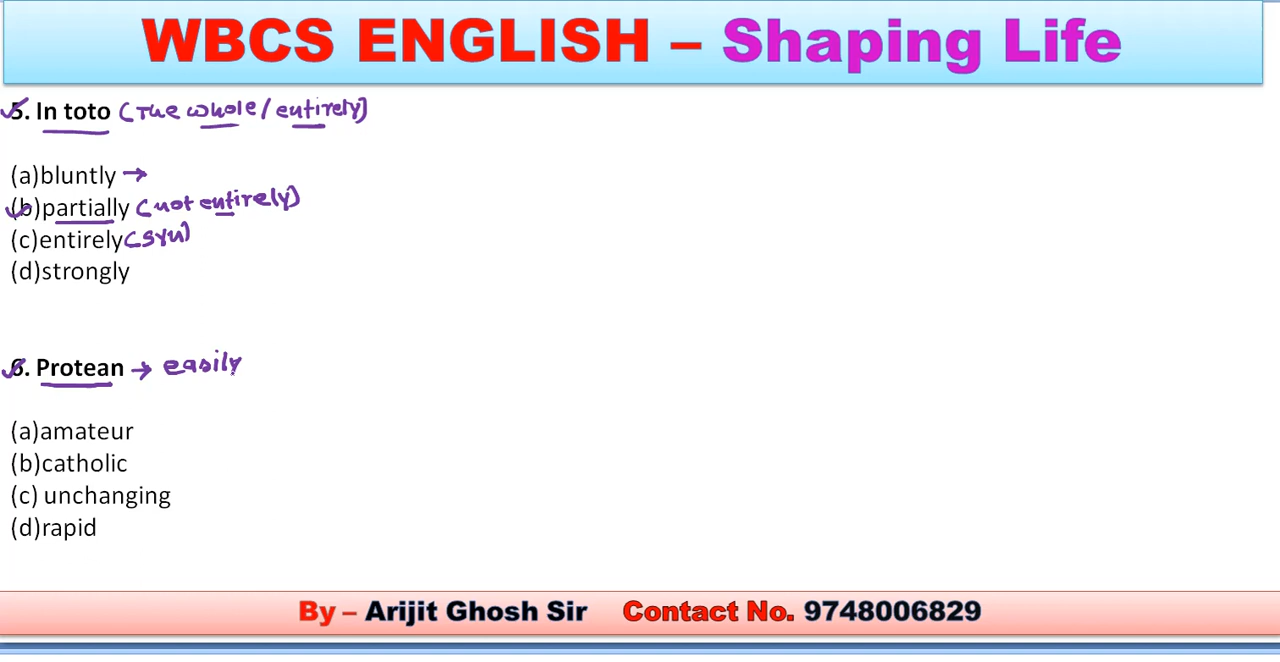 WBCS ENGLISH – Shaping Life
5. In toto (The whole/entirely)
(a)bluntly →
(b)partially (not entirely)
(c)entirely (syn)
(d)strongly
6. Protean → easily
(a)amateur
(b)catholic
(c) unchanging
(d)rapid
By – Arijit Ghosh Sir Contact No. 9748006829